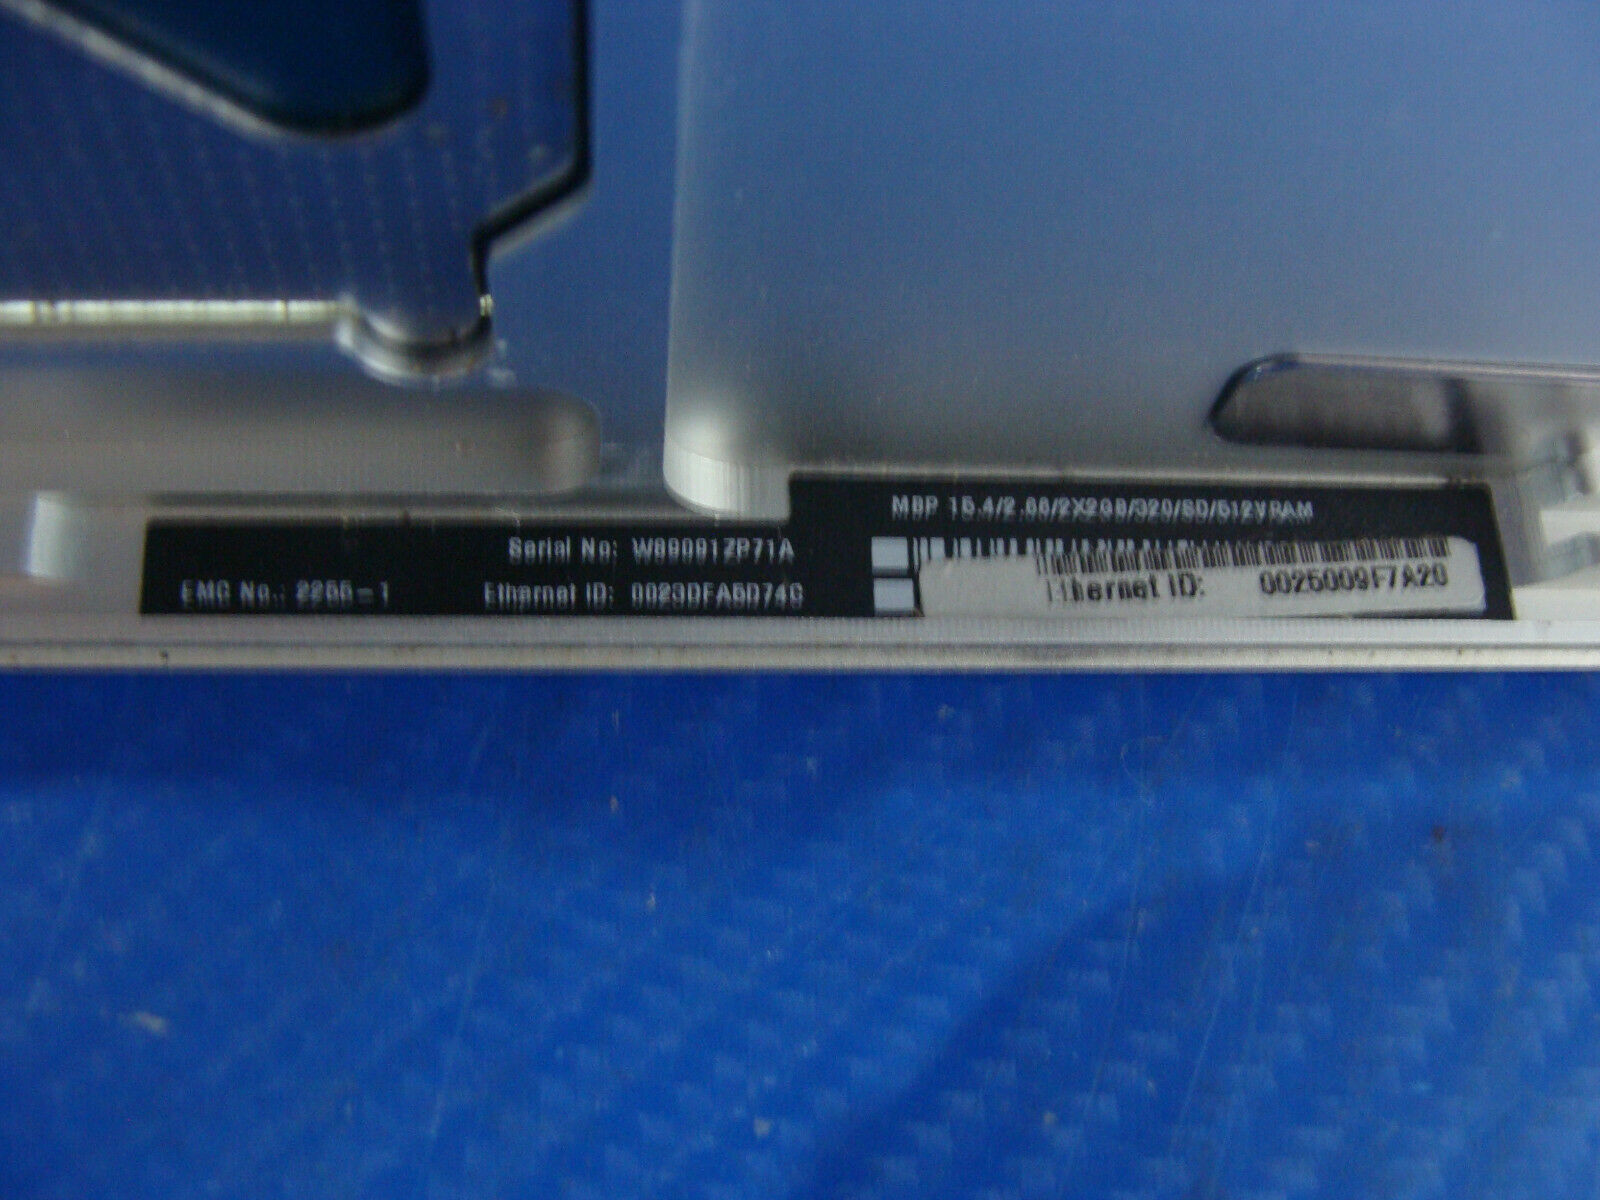 MBP 15.4/2.66/2X2GB/320/SD/512VRAM
Serial No: W89091ZP71A
EMC No.: 2255-1
Ethernet ID: 0023DFA5D74C
Ethernet ID: 0025009F7A20